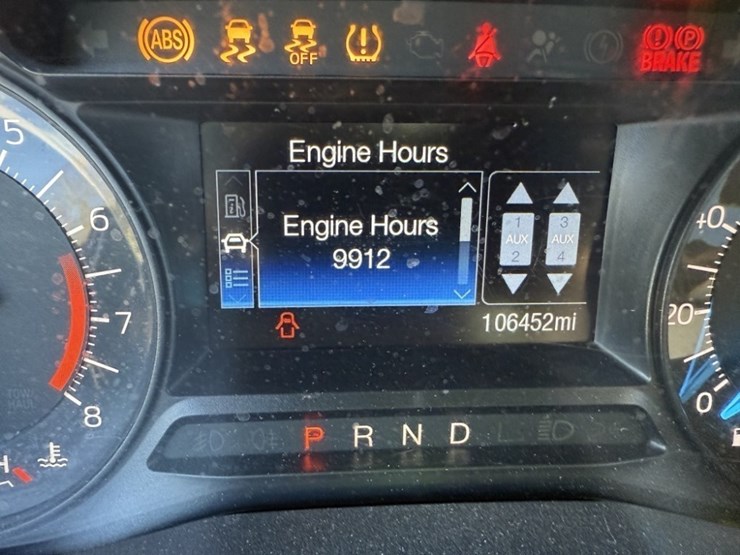 ABS
OFF
BRAKE
Engine Hours
Engine Hours
9912
1
AUX
2
3
AUX
4
106452mi
5
6
7
8
H
P R N D L
40
20
0